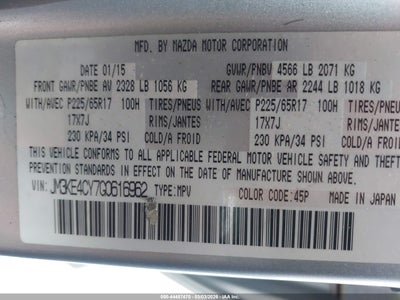 MFD. BY MAZDA MOTOR CORPORATION
DATE 01/15 GVWR/PNBV 4566 LB 2071 KG
FRONT GAWR/PNBE AV 2328 LB 1056 KG REAR GAWR/PNBE AR 2244 LB 1018 KG
WITH/AVEC P225/65R17 100H TIRES/PNEUS WITH/AVEC P225/65R17 100H TIRES/PNEUS
17X7J RIMS/JANTES 17X7J RIMS/JANTES
230 KPA/34 PSI COLD/A FROID 230 KPA/34 PSI COLD/A FROID
THIS VEHICLE CONFORMS TO ALL APPLICABLE FEDERAL MOTOR VEHICLE SAFETY AND THEFT
PREVENTION STANDARDS IN EFFECT ON THE DATE OF MANUFACTURE SHOWN ABOVE.
VIN: JM3KE4CY7G0616962 TYPE: MPV COLOR CODE: 45P MADE IN JAPAN